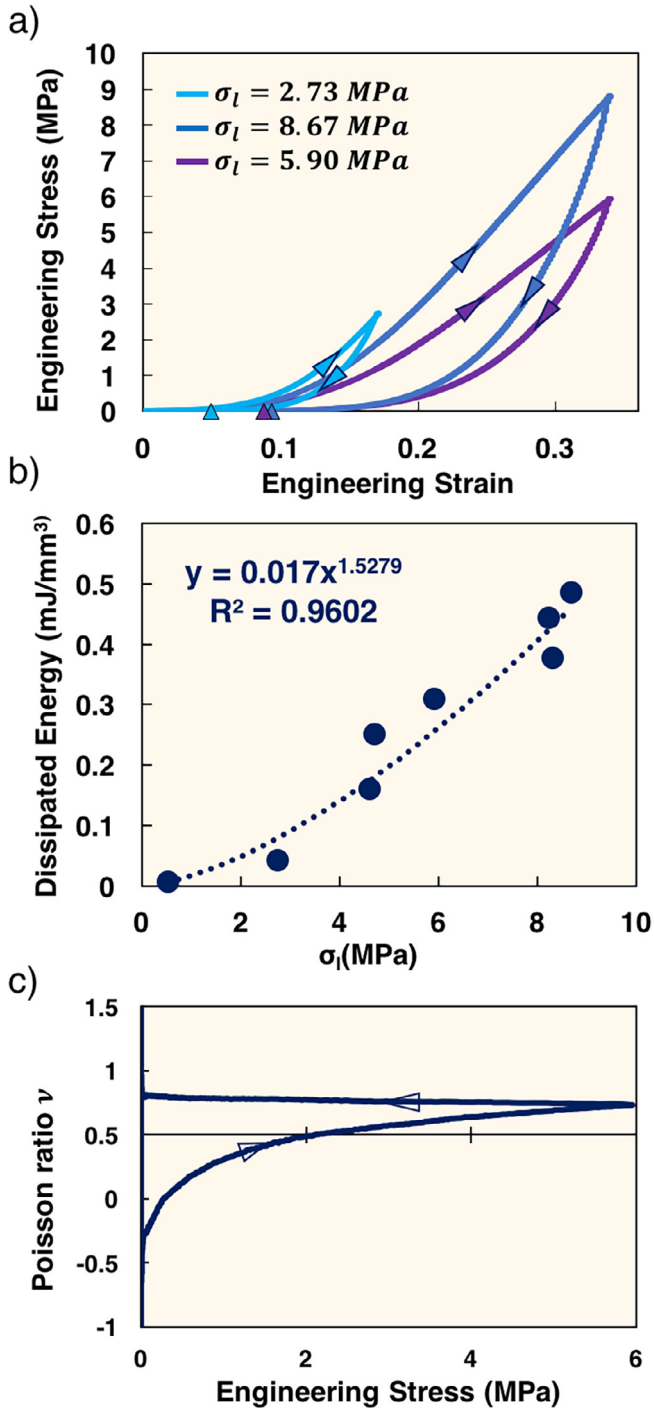 a)
Engineering Stress (MPa)
10
9
8
7
6
5
4
3
2
1
0
σl = 2.73 MPa
σl = 8.67 MPa
σl = 5.90 MPa
0 0.1 0.2 0.3
Engineering Strain
b)
Dissipated Energy (mJ/mm³)
0.6
0.5
0.4
0.3
0.2
0.1
0
y = 0.017x^1.5279
R² = 0.9602
0 2 4 6 8 10
σl(MPa)
c)
Poisson ratio ν
1.5
1
0.5
0
-0.5
-1
0 2 4 6
Engineering Stress (MPa)